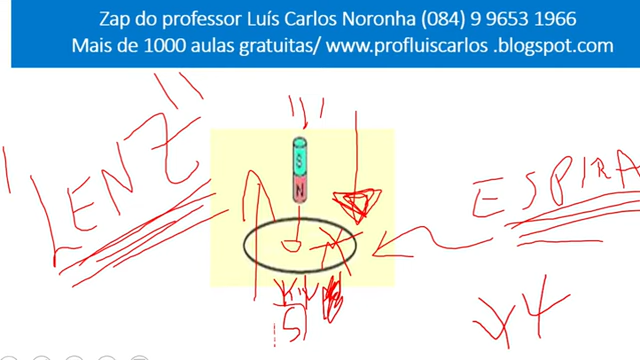 Zap do professor Luís Carlos Noronha (084) 9 9653 1966
Mais de 1000 aulas gratuitas/ www.profluiscarlos .blogspot.com
"LENZ"
S
N
ESPIRA
S